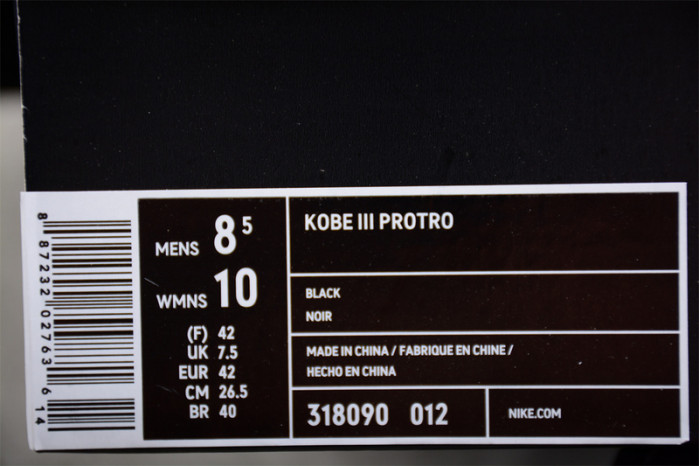 8 87232 02763 6 14
MENS 8 5
WMNS 10
(F) 42
UK 7.5
EUR 42
CM 26.5
BR 40
KOBE III PROTRO
BLACK
NOIR
MADE IN CHINA / FABRIQUE EN CHINE /
HECHO EN CHINA
318090 012
NIKE.COM